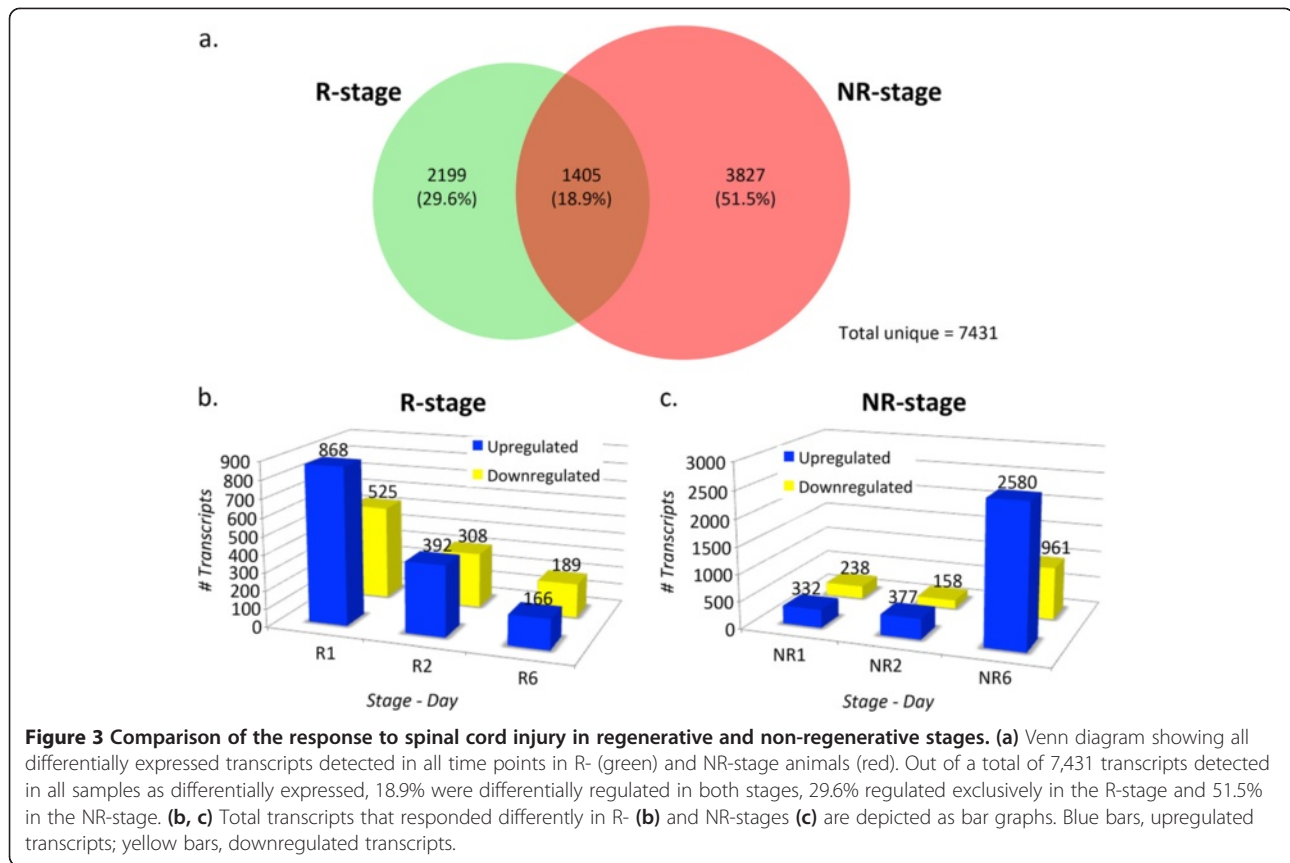 a.
R-stage
NR-stage
2199
(29.6%)
1405
(18.9%)
3827
(51.5%)
Total unique = 7431
b.
R-stage
Upregulated
Downregulated
# Transcripts
900
800
700
600
500
400
300
200
100
0
868
525
392
308
166
189
R1
R2
R6
Stage - Day
c.
NR-stage
Upregulated
Downregulated
# Transcripts
3000
2500
2000
1500
1000
500
0
332
238
377
158
2580
961
NR1
NR2
NR6
Stage - Day
Figure 3 Comparison of the response to spinal cord injury in regenerative and non-regenerative stages. (a) Venn diagram showing all
differentially expressed transcripts detected in all time points in R- (green) and NR-stage animals (red). Out of a total of 7,431 transcripts detected
in all samples as differentially expressed, 18.9% were differentially regulated in both stages, 29.6% regulated exclusively in the R-stage and 51.5%
in the NR-stage. (b, c) Total transcripts that responded differently in R- (b) and NR-stages (c) are depicted as bar graphs. Blue bars, upregulated
transcripts; yellow bars, downregulated transcripts.